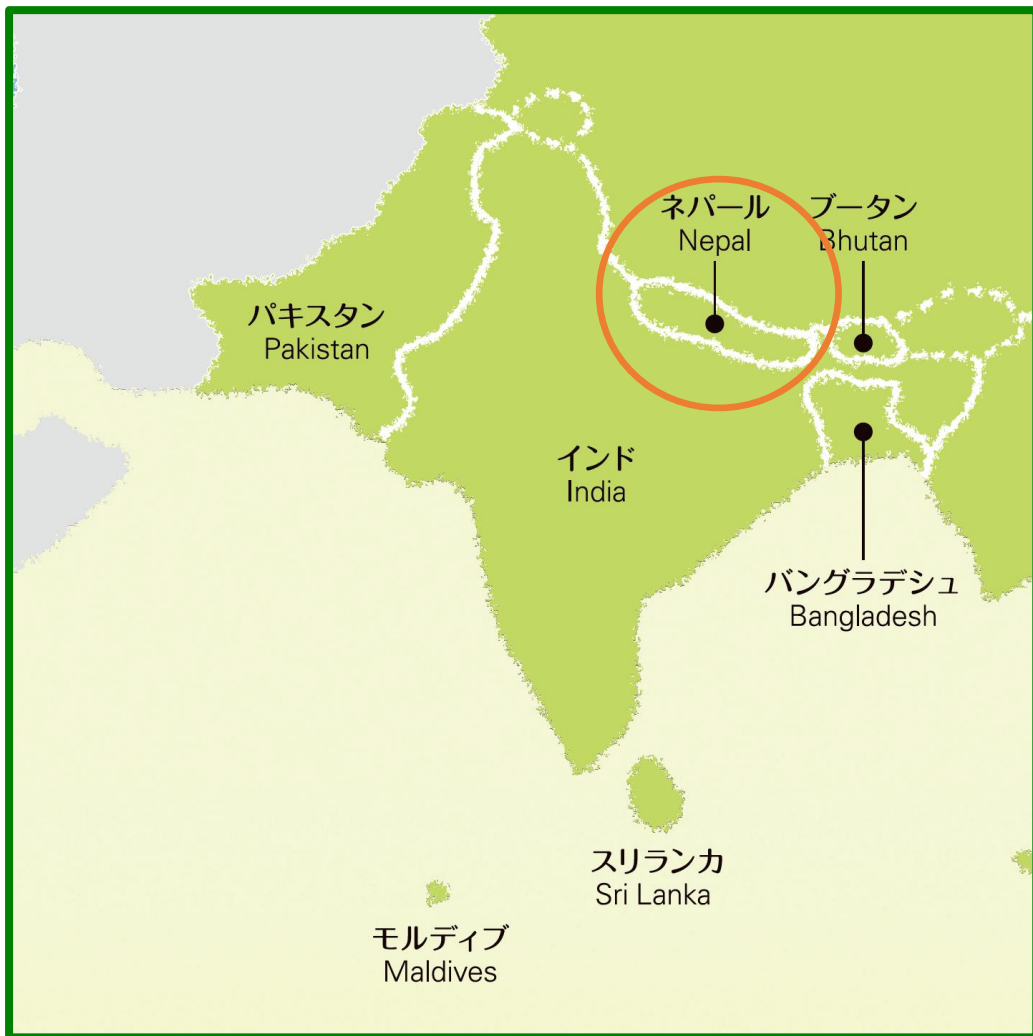 ネパール
Nepal
ブータン
Bhutan
パキスタン
Pakistan
インド
India
バングラデシュ
Bangladesh
スリランカ
Sri Lanka
モルディブ
Maldives